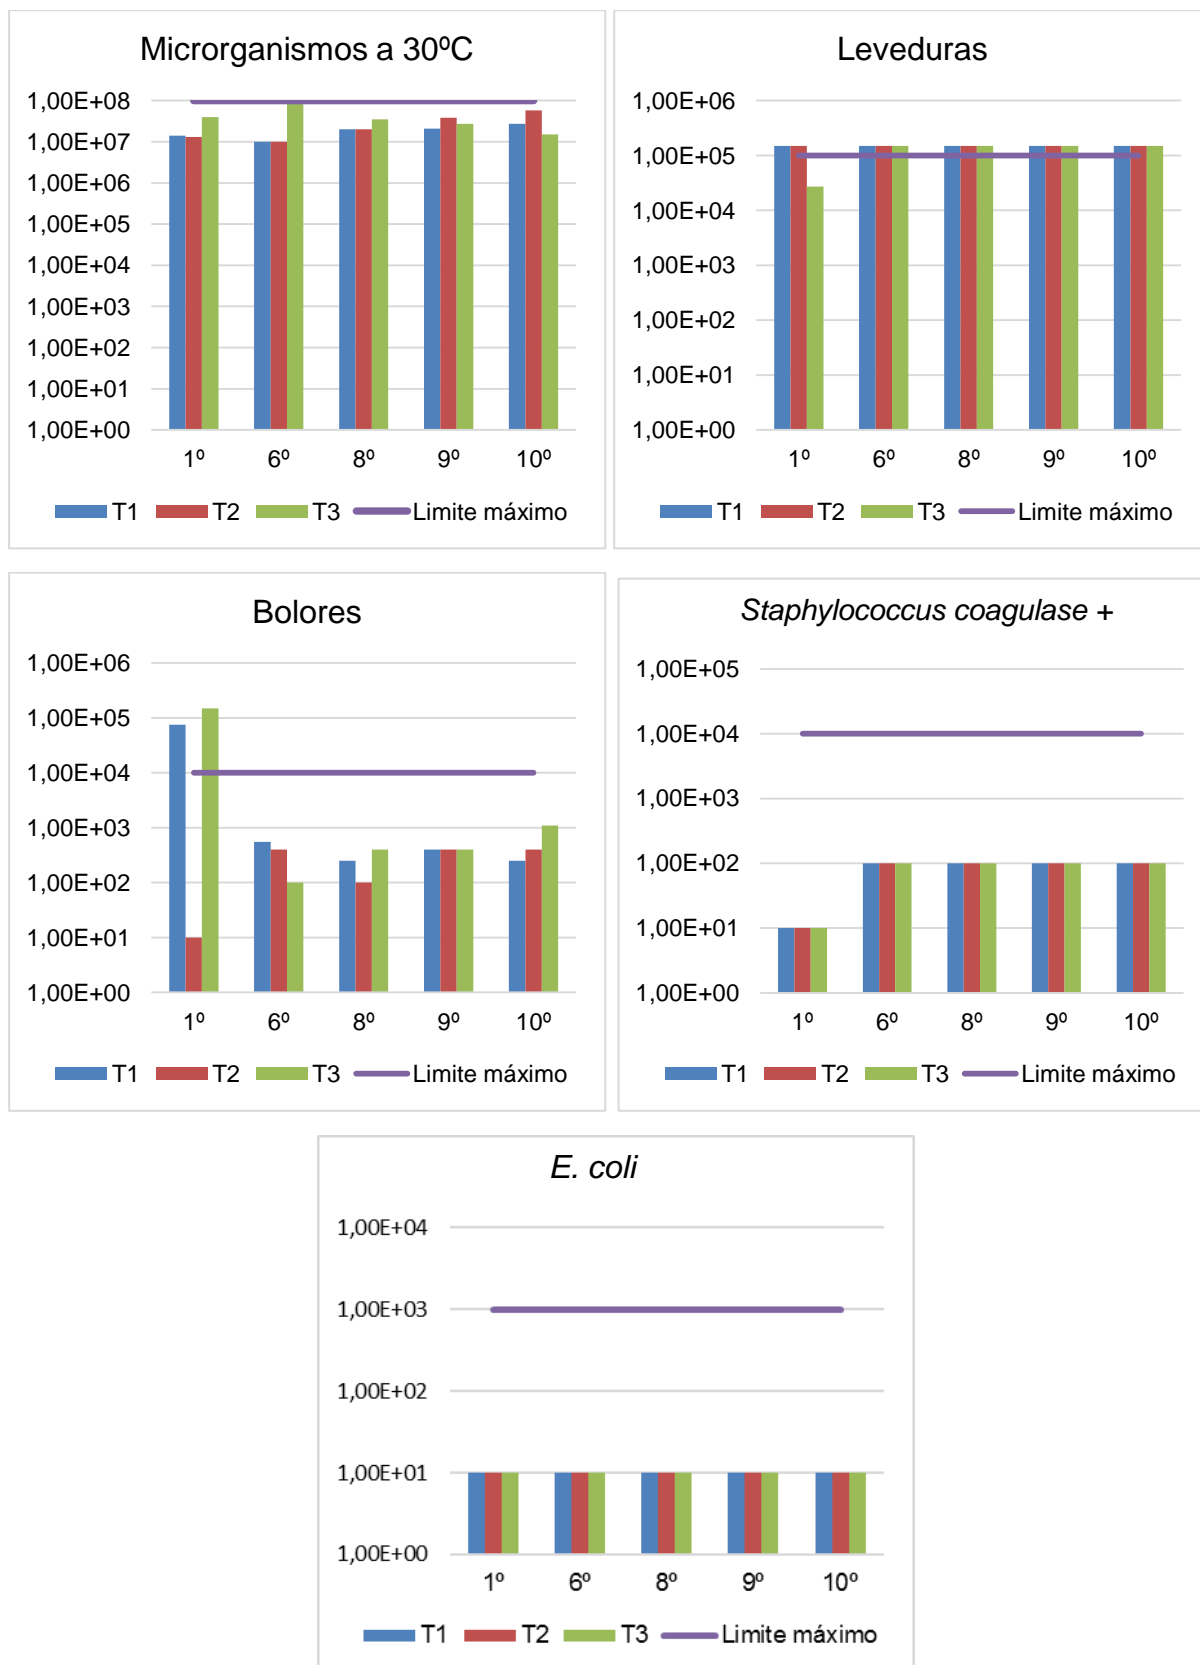 Microrganismos a 30ºC
1,00E+08
1,00E+07
1,00E+06
1,00E+05
1,00E+04
1,00E+03
1,00E+02
1,00E+01
1,00E+00
1º 6º 8º 9º 10º
T1 T2 T3 Limite máximo
Leveduras
1,00E+06
1,00E+05
1,00E+04
1,00E+03
1,00E+02
1,00E+01
1,00E+00
1º 6º 8º 9º 10º
T1 T2 T3 Limite máximo
Bolores
1,00E+06
1,00E+05
1,00E+04
1,00E+03
1,00E+02
1,00E+01
1,00E+00
1º 6º 8º 9º 10º
T1 T2 T3 Limite máximo
Staphylococcus coagulase +
1,00E+05
1,00E+04
1,00E+03
1,00E+02
1,00E+01
1,00E+00
1º 6º 8º 9º 10º
T1 T2 T3 Limite máximo
E. coli
1,00E+04
1,00E+03
1,00E+02
1,00E+01
1,00E+00
1º 6º 8º 9º 10º
T1 T2 T3 Limite máximo